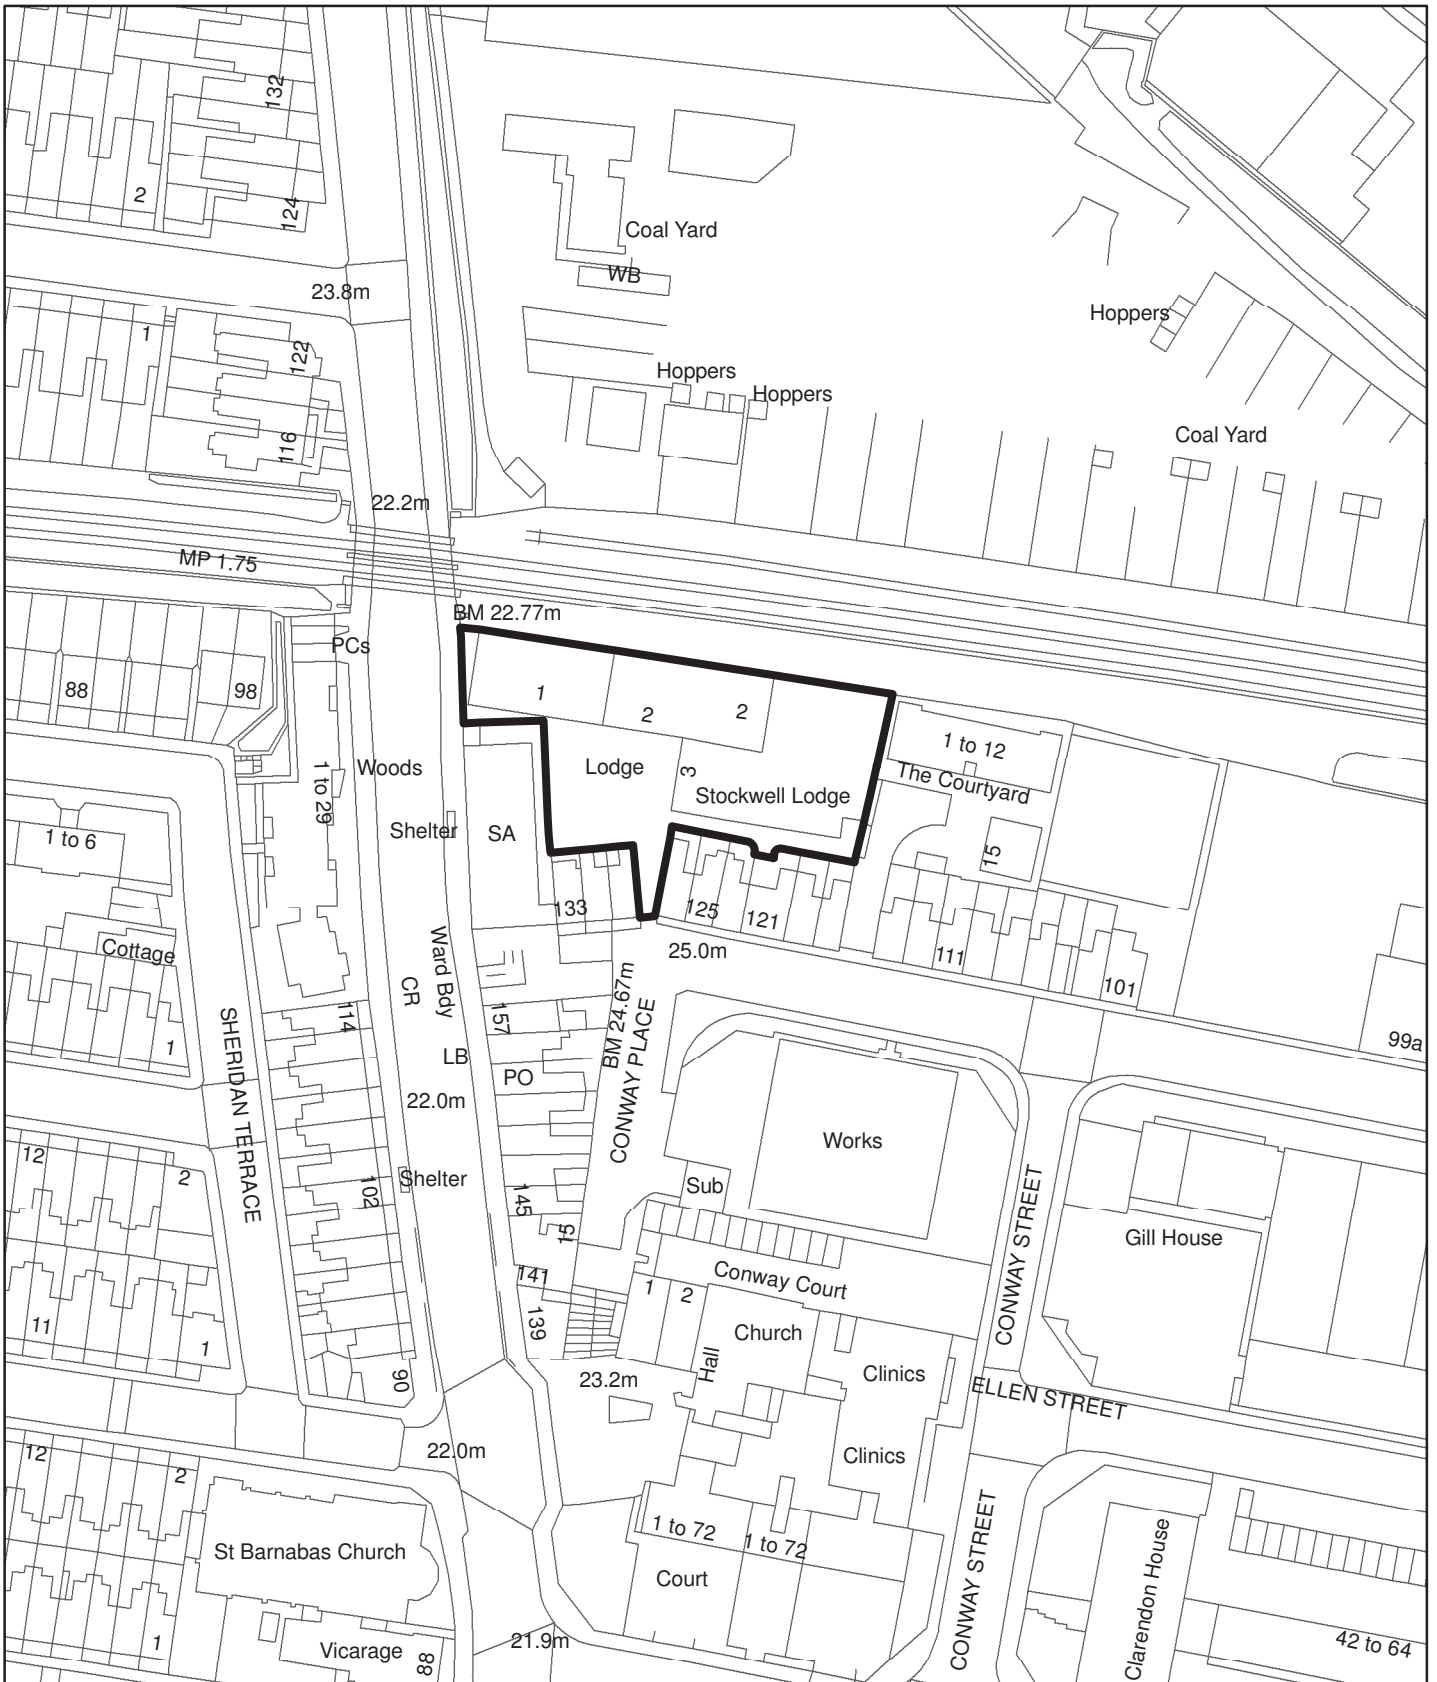 132
2
124
Coal Yard
WB
23.8m
Hoppers
1
122
Hoppers
Hoppers
116
Coal Yard
22.2m
MP 1.75
BM 22.77m
PCs
88
98
1
2
2
1 to 12
Woods
1 to 29
Lodge
3
Stockwell Lodge
The Courtyard
Shelter
SA
1 to 6
15
133
125
121
Cottage
25.0m
111
101
Ward Bdy
CR
114
157
BM 24.67m
CONWAY PLACE
99a
1
SHERIDAN TERRACE
LB
PO
22.0m
Works
12
2
Shelter
102
145
15
Sub
CONWAY STREET
Gill House
141
139
1
2
Conway Court
11
1
Church
Hall
Clinics
90
23.2m
ELLEN STREET
12
2
22.0m
Clinics
St Barnabas Church
1 to 72
1 to 72
Court
CONWAY STREET
Clarendon House
1
Vicarage
88
21.9m
42 to 64